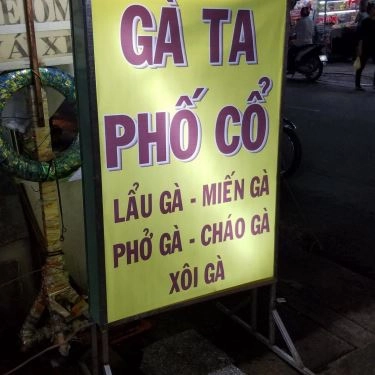 GÀ TA
PHỐ CỔ
LẨU GÀ - MIẾN GÀ
PHỞ GÀ - CHÁO GÀ
XÔI GÀ